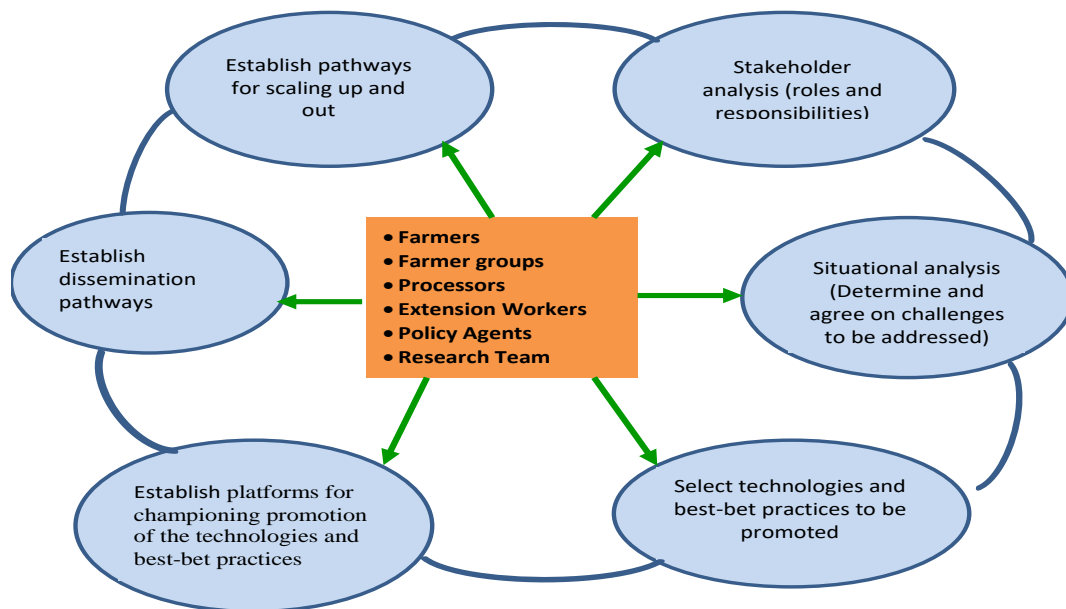 Establish pathways
for scaling up and
out
Stakeholder
analysis (roles and
responsibilities)
• Farmers
• Farmer groups
• Processors
• Extension Workers
• Policy Agents
• Research Team
Establish
dissemination
pathways
Situational analysis
(Determine and
agree on challenges
to be addressed)
Establish platforms for
championing promotion
of the technologies and
best-bet practices
Select technologies and
best-bet practices to be
promoted